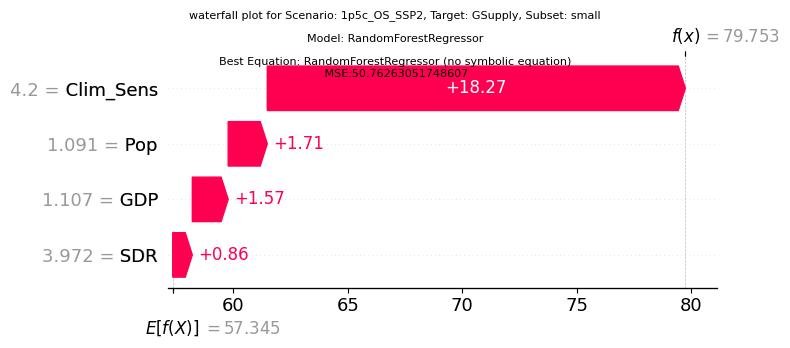 waterfall plot for Scenario: 1p5c_OS_SSP2, Target: GSupply, Subset: small
Model: RandomForestRegressor
f(x) = 79.753
Best Equation: RandomForestRegressor (no symbolic equation)
MSE:50.76263051748607
4.2 = Clim_Sens
+18.27
1.091 = Pop
+1.71
1.107 = GDP
+1.57
3.972 = SDR
+0.86
60 65 70 75 80
E[f(X)] = 57.345